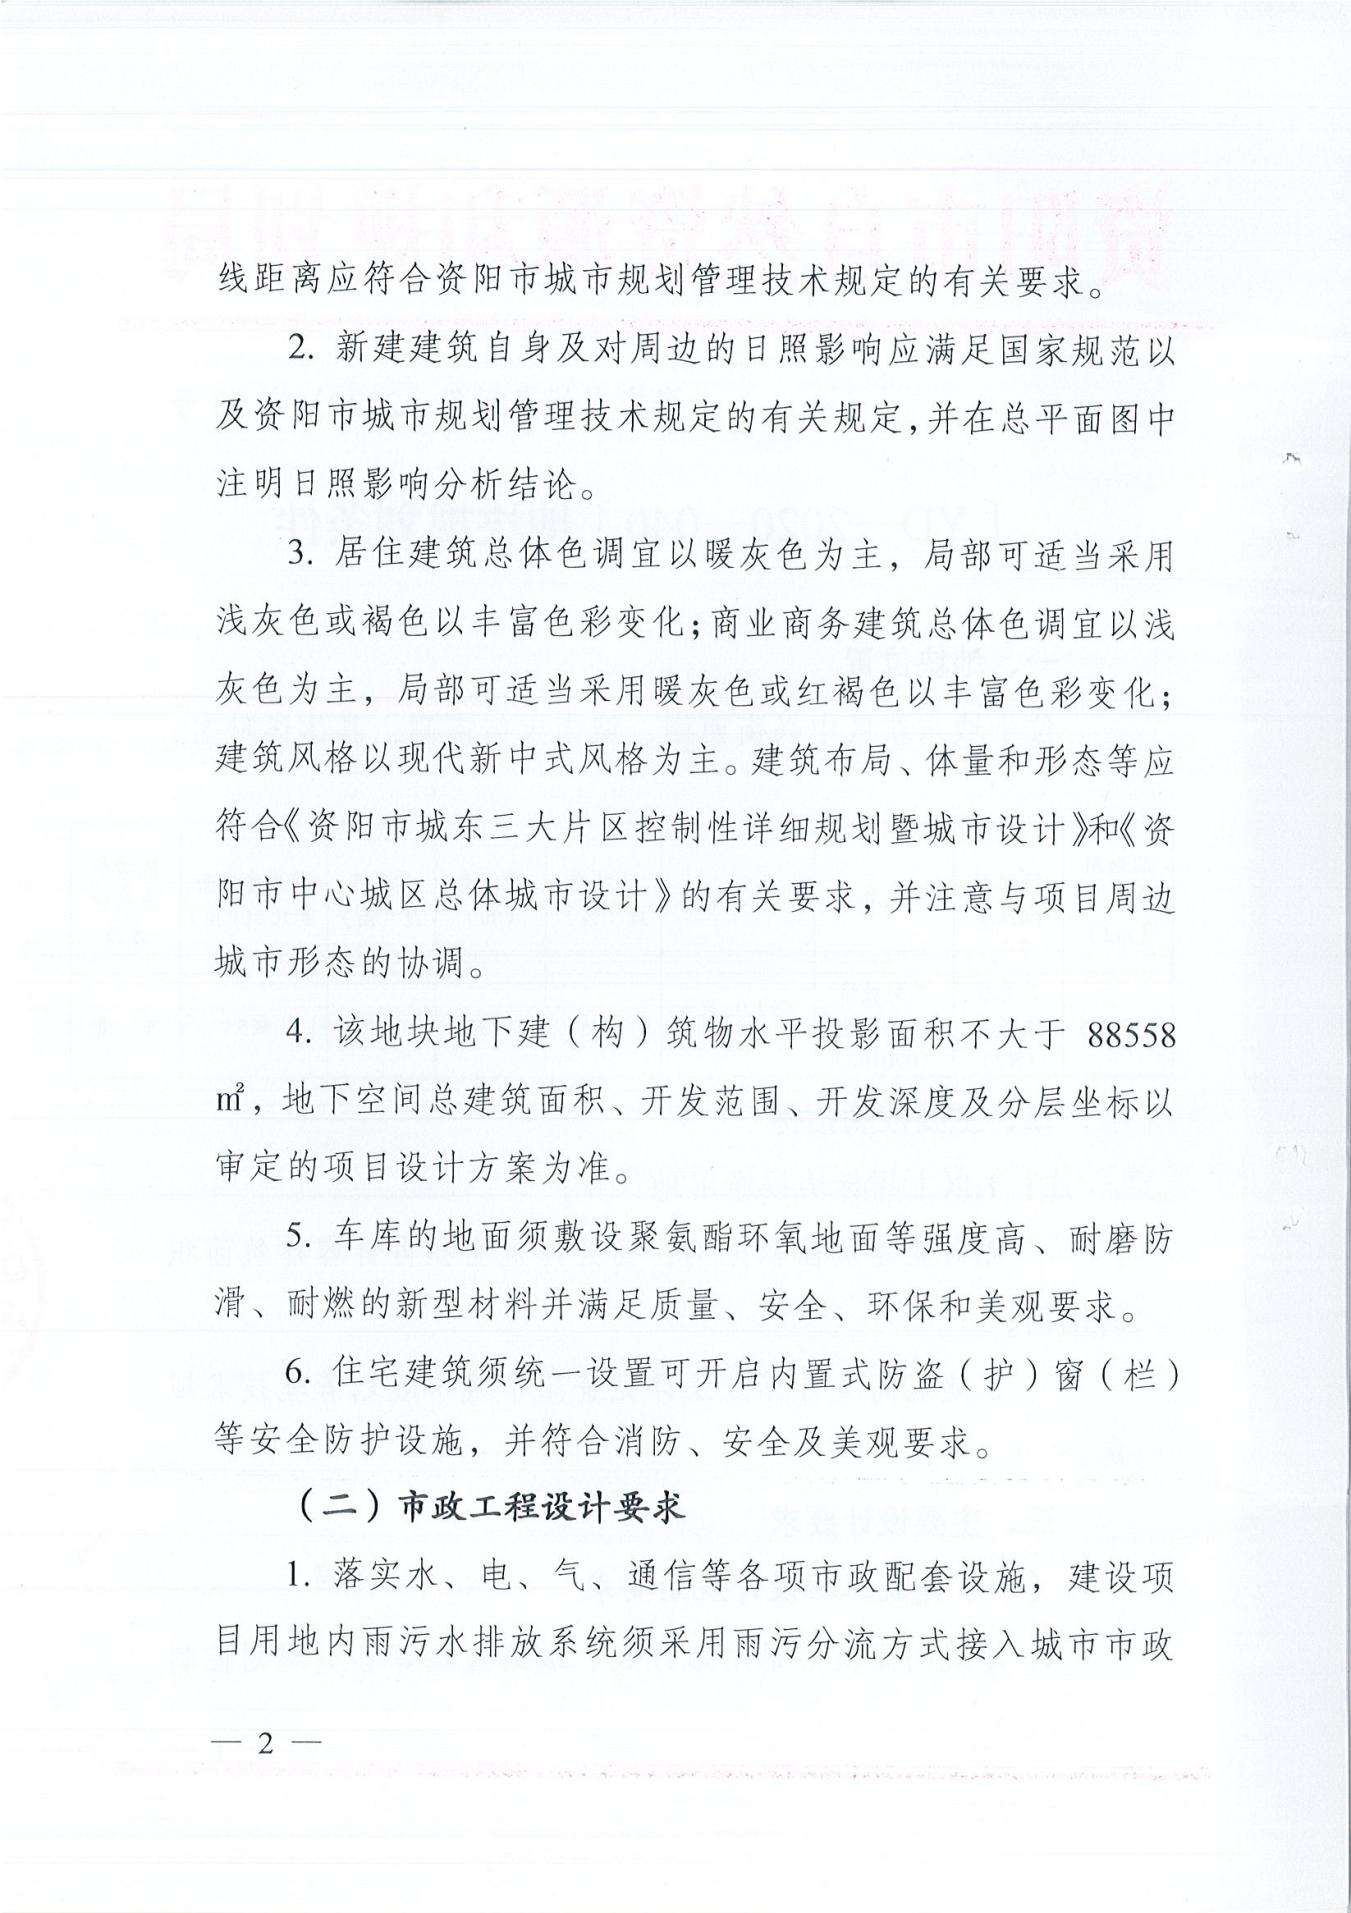 线距离应符合资阳市城市规划管理技术规定的有关要求。
2. 新建建筑自身及对周边的日照影响应满足国家规范以
及资阳市城市规划管理技术规定的有关规定,并在总平面图中
注明日照影响分析结论。
3. 居住建筑总体色调宜以暖灰色为主，局部可适当采用
浅灰色或褐色以丰富色彩变化;商业商务建筑总体色调宜以浅
灰色为主，局部可适当采用暖灰色或红褐色以丰富色彩变化；
建筑风格以现代新中式风格为主。建筑布局、体量和形态等应
符合《资阳市城东三大片区控制性详细规划暨城市设计》和《资
阳市中心城区总体城市设计》的有关要求，并注意与项目周边
城市形态的协调。
4. 该地块地下建（构）筑物水平投影面积不大于 88558
㎡，地下空间总建筑面积、开发范围、开发深度及分层坐标以
审定的项目设计方案为准。
5. 车库的地面须敷设聚氨酯环氧地面等强度高、耐磨防
滑、耐燃的新型材料并满足质量、安全、环保和美观要求。
6. 住宅建筑须统一设置可开启内置式防盗（护）窗（栏）
等安全防护设施，并符合消防、安全及美观要求。
（二）市政工程设计要求
1. 落实水、电、气、通信等各项市政配套设施，建设项
目用地内雨污水排放系统须采用雨污分流方式接入城市市政
— 2 —